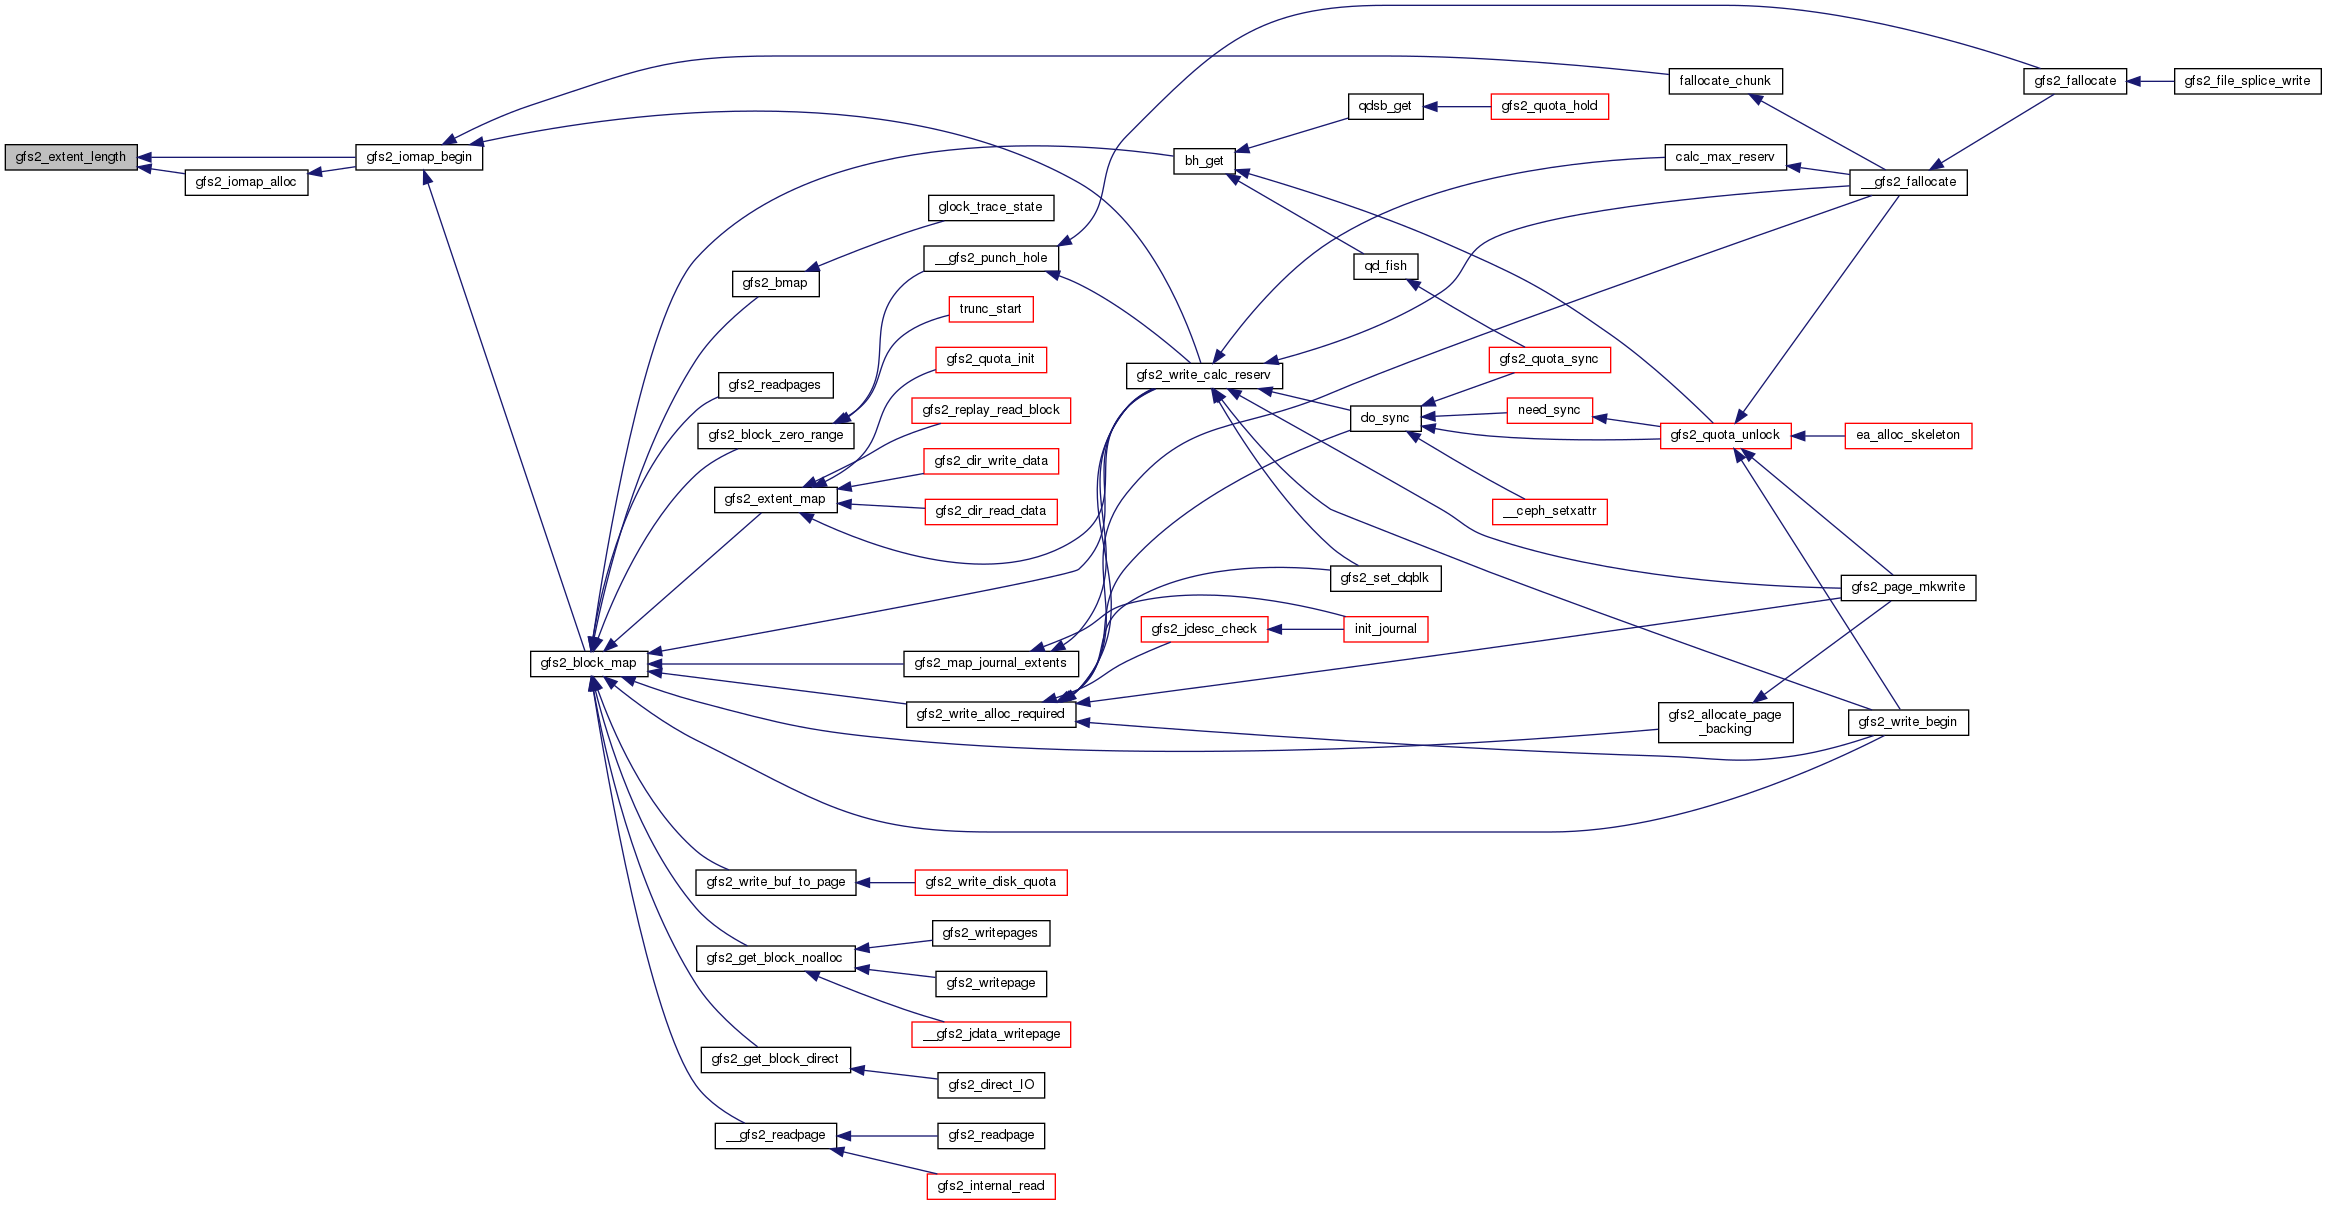 gfs2_extent_length
gfs2_iomap_alloc
gfs2_iomap_begin
gfs2_block_map
gfs2_bmap
gfs2_readpages
gfs2_block_zero_range
gfs2_extent_map
gfs2_write_buf_to_page
gfs2_get_block_noalloc
gfs2_get_block_direct
__gfs2_readpage
glock_trace_state
__gfs2_punch_hole
trunc_start
gfs2_quota_init
gfs2_replay_read_block
gfs2_dir_write_data
gfs2_dir_read_data
gfs2_map_journal_extents
gfs2_write_alloc_required
gfs2_write_disk_quota
gfs2_writepages
gfs2_writepage
__gfs2_jdata_writepage
gfs2_direct_IO
gfs2_readpage
gfs2_internal_read
bh_get
gfs2_write_calc_reserv
gfs2_jdesc_check
qdsb_get
qd_fish
do_sync
gfs2_set_dqblk
init_journal
gfs2_quota_hold
gfs2_quota_sync
need_sync
__ceph_setxattr
fallocate_chunk
calc_max_reserv
gfs2_quota_unlock
gfs2_allocate_page
_backing
__gfs2_fallocate
ea_alloc_skeleton
gfs2_page_mkwrite
gfs2_write_begin
gfs2_fallocate
gfs2_file_splice_write